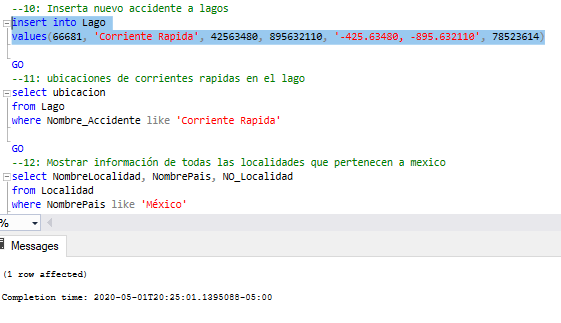 --10: Inserta nuevo accidente a lagos
insert into Lago
values(66681, 'Corriente Rapida', 42563480, 895632110, '-425.63480, -895.632110', 78523614)
GO
--11: ubicaciones de corrientes rapidas en el lago
select ubicacion
from Lago
where Nombre_Accidente like 'Corriente Rapida'
GO
--12: Mostrar información de todas las localidades que pertenecen a mexico
select NombreLocalidad, NombrePais, NO_Localidad
from Localidad
where NombrePais like 'México'
%
Messages
(1 row affected)
Completion time: 2020-05-01T20:25:01.1395088-05:00